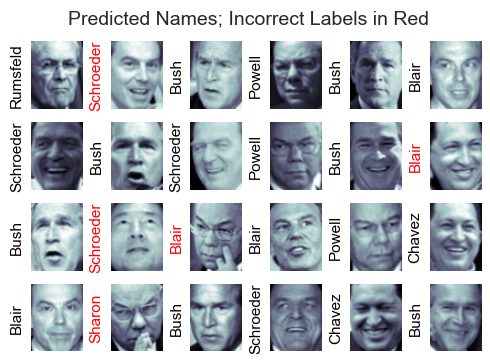 Predicted Names; Incorrect Labels in Red
Rumsfeld
Schroeder
Bush
Powell
Bush
Blair
Schroeder
Bush
Schroeder
Powell
Bush
Blair
Bush
Schroeder
Blair
Blair
Powell
Chavez
Blair
Sharon
Bush
Schroeder
Chavez
Bush